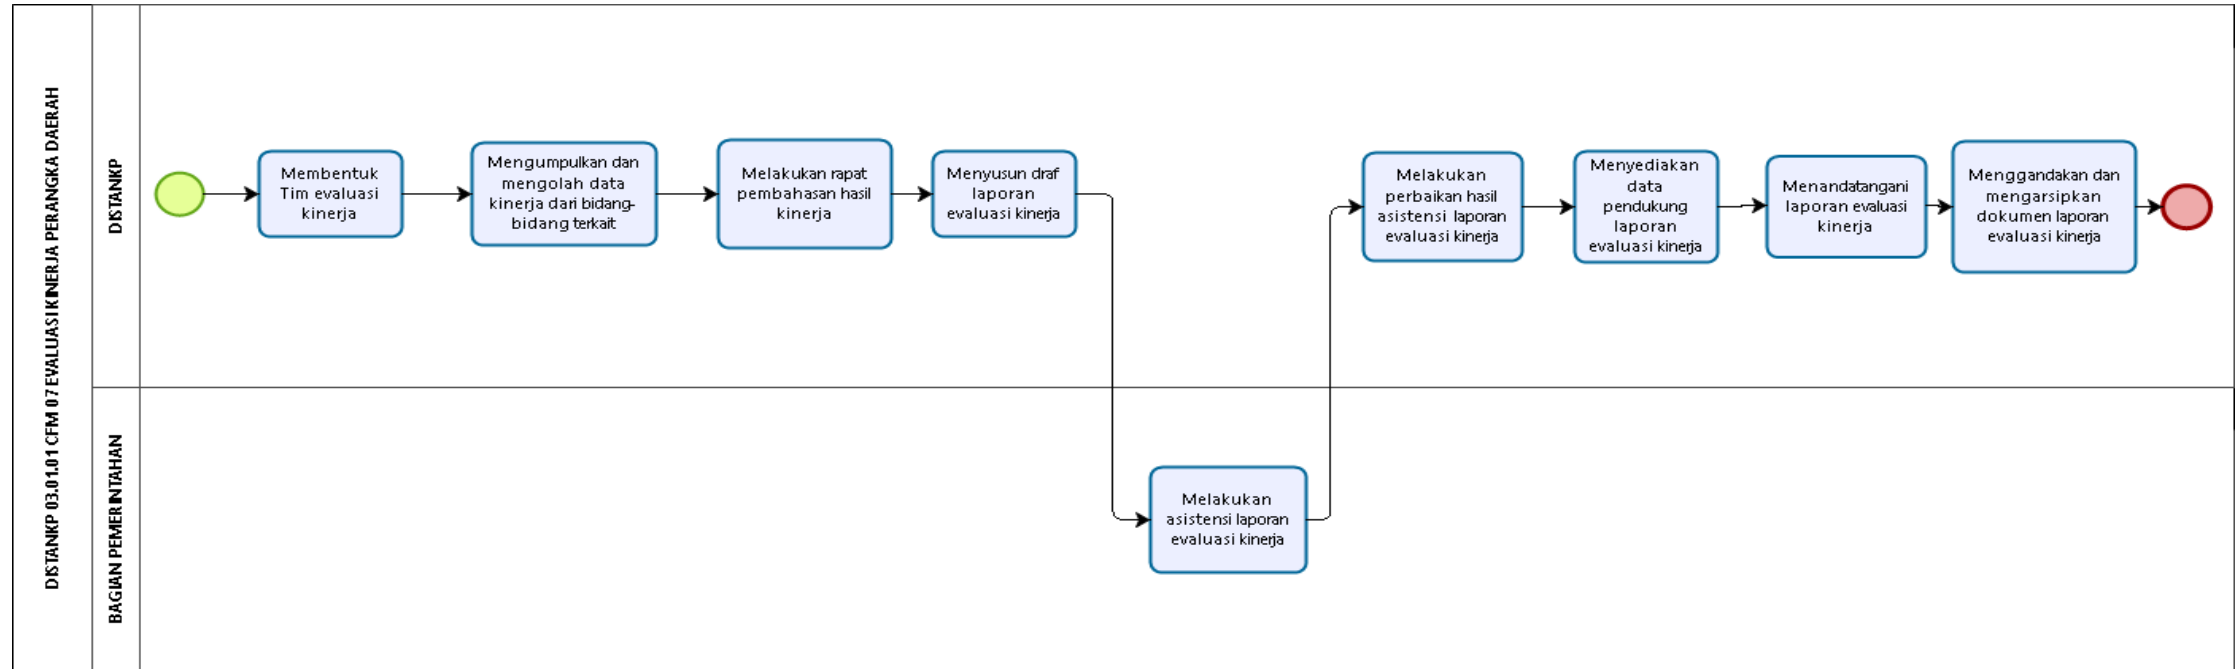 DISTANKP 03.01.01 CFM 07 EVALUASI KINERJA PERANGKA DAERAH
DISTANKP
Membentuk
Tim evaluasi
kinerja
Mengumpulkan dan
mengolah data
kinerja dari bidang-
bidang terkait
Melakukan rapat
pembahasan hasil
kinerja
Menyusun draf
laporan
evaluasi kinerja
Melakukan
perbaikan hasil
asistensi laporan
evaluasi kinerja
Menyediakan
data
pendukung
laporan
evaluasi kinerja
Menandatangani
laporan evaluasi
kinerja
Menggandakan dan
mengarsipkan
dokumen laporan
evaluasi kinerja
BAGIAN PEMERINTAHAN
Melakukan
asistensi laporan
evaluasi kinerja